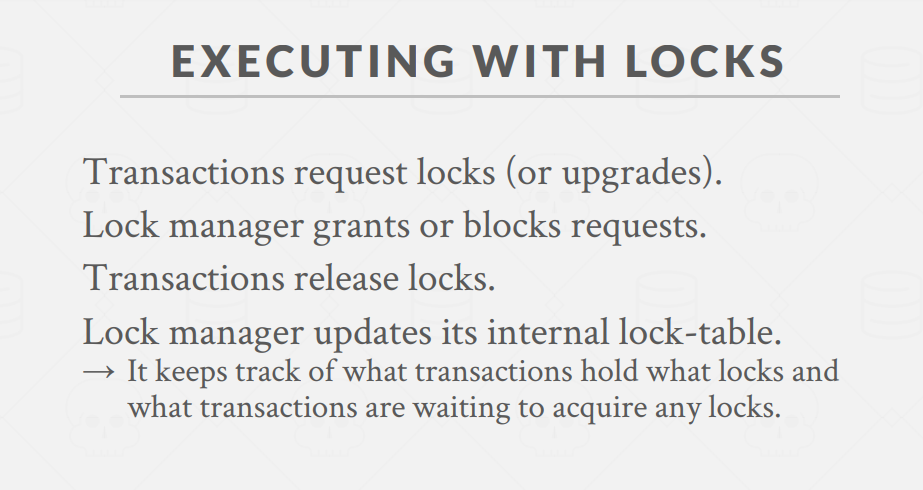 EXECUTING WITH LOCKS
Transactions request locks (or upgrades).
Lock manager grants or blocks requests.
Transactions release locks.
Lock manager updates its internal lock-table.
→ It keeps track of what transactions hold what locks and
what transactions are waiting to acquire any locks.